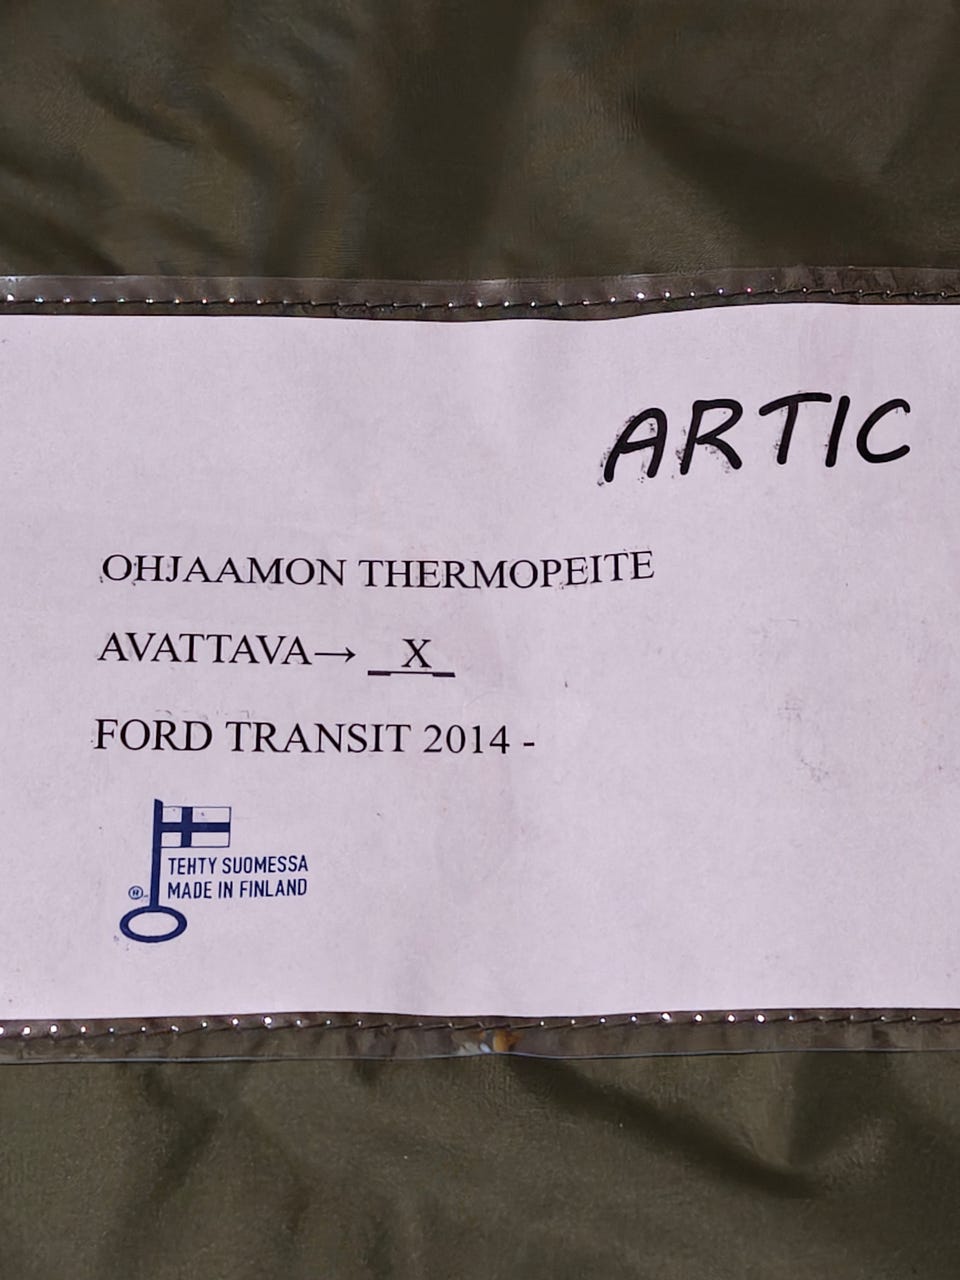 ARTIC
OHJAAMON THERMOPEITE
AVATTAVA→ _X_
FORD TRANSIT 2014 -
TEHTY SUOMESSA
® MADE IN FINLAND